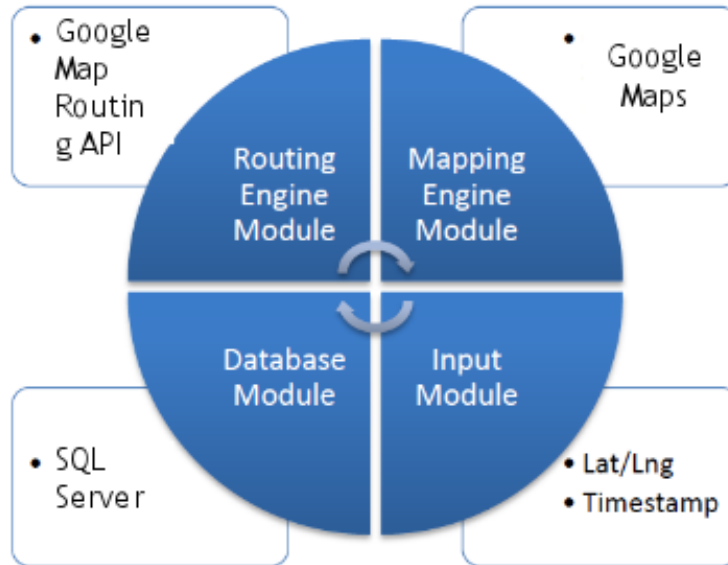 • Google
Map
Routin
g API
•
Google
Maps
Routing
Engine
Module
Mapping
Engine
Module
Database
Module
Input
Module
• SQL
Server
• Lat/Lng
• Timestamp